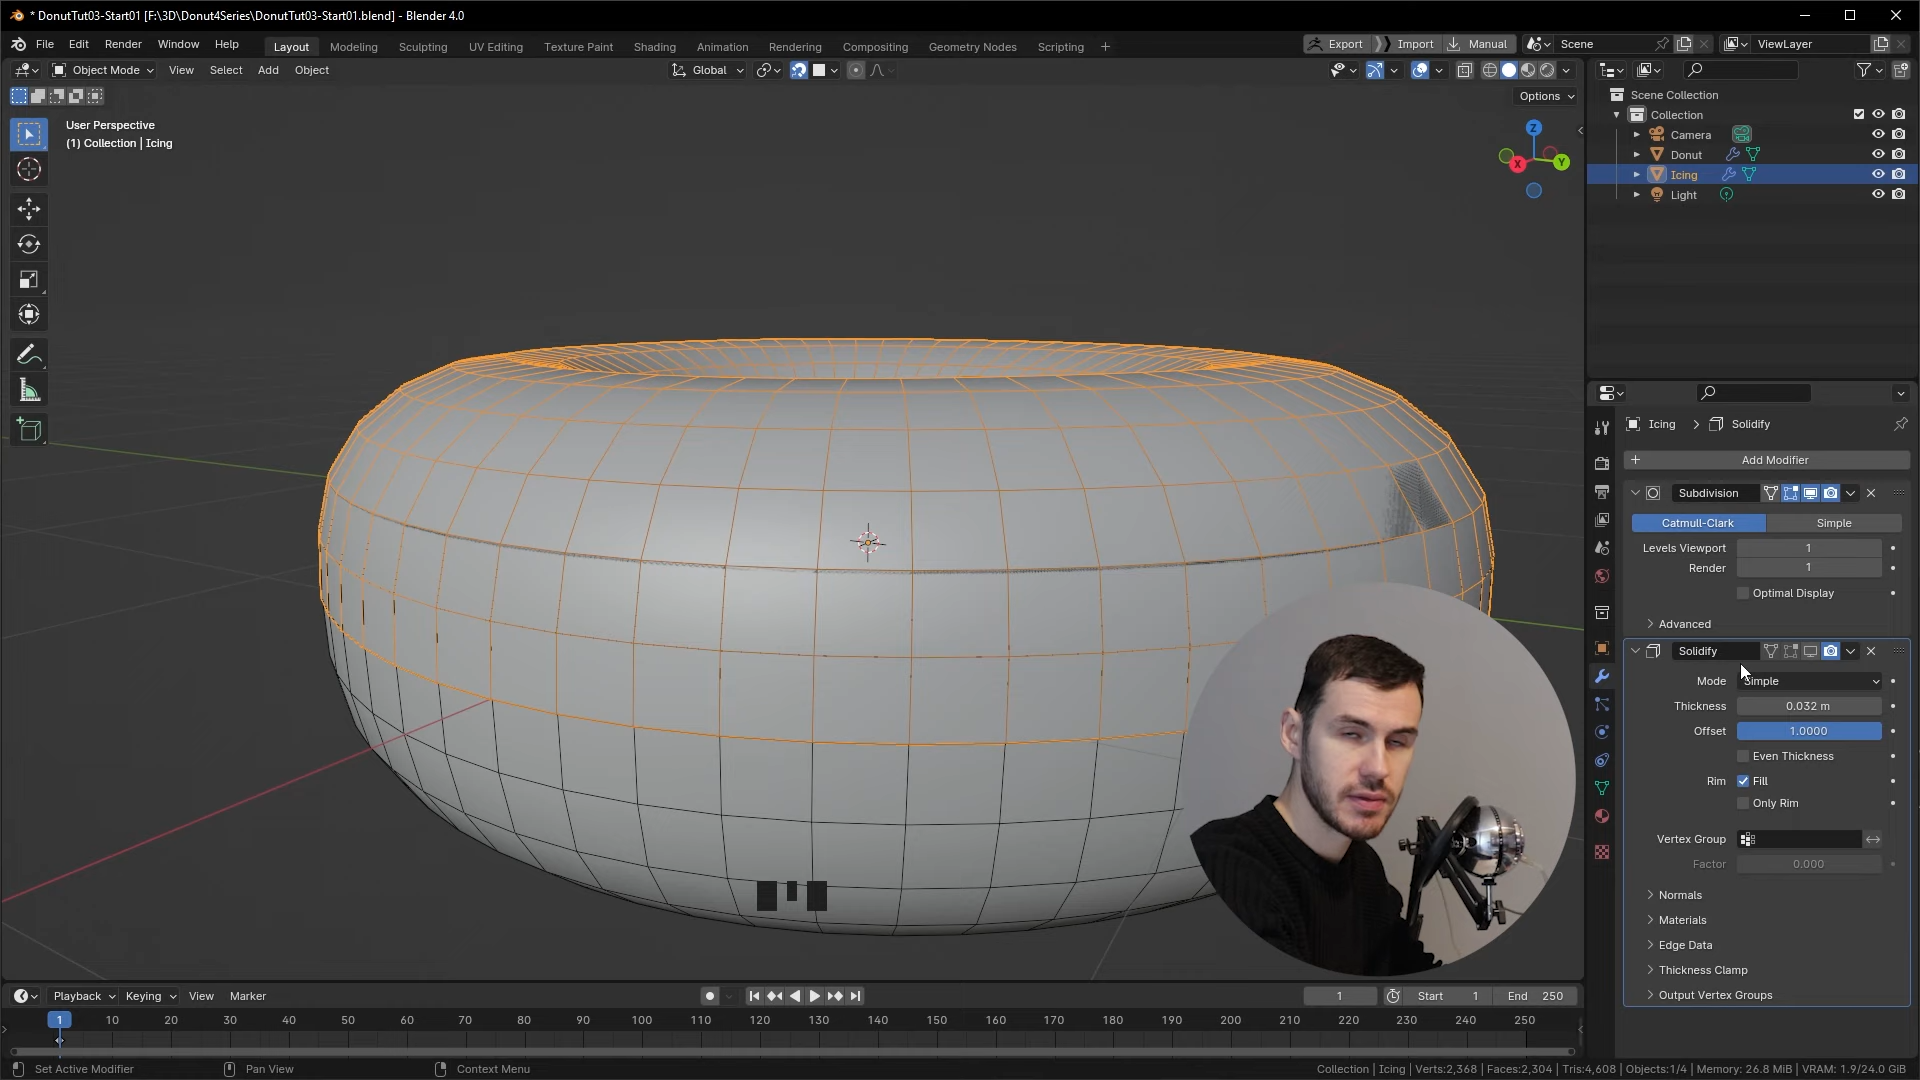 * DonutTut03-Start01 [F:\3D\Donut4Series\DonutTut03-Start01.blend] - Blender 4.0
File Edit Render Window Help Layout Modeling Sculpting UV Editing Texture Paint Shading Animation Rendering Compositing Geometry Nodes Scripting + Export Import Manual Scene ViewLayer
Object Mode View Select Add Object Global
Options
User Perspective
(1) Collection | Icing
Z
X
Y
Scene Collection
Collection
Camera
Donut
Icing
Light
Icing > Solidify
+ Add Modifier
Subdivision
Catmull-Clark Simple
Levels Viewport 1
Render 1
Optimal Display
Advanced
Solidify
Mode Simple
Thickness 0.032 m
Offset 1.0000
Even Thickness
Rim Fill
Only Rim
Vertex Group
Factor 0.000
Normals
Materials
Edge Data
Thickness Clamp
Output Vertex Groups
Playback Keying View Marker 1 Start 1 End 250
1 10 20 30 40 50 60 70 80 90 100 110 120 130 140 150 160 170 180 190 200 210 220 230 240 250
Set Active Modifier Pan View Context Menu Collection | Icing | Verts:2,368 | Faces:2,304 | Tris:4,608 | Objects:1/4 | Memory: 26.8 MiB | VRAM: 1.9/24.0 GiB